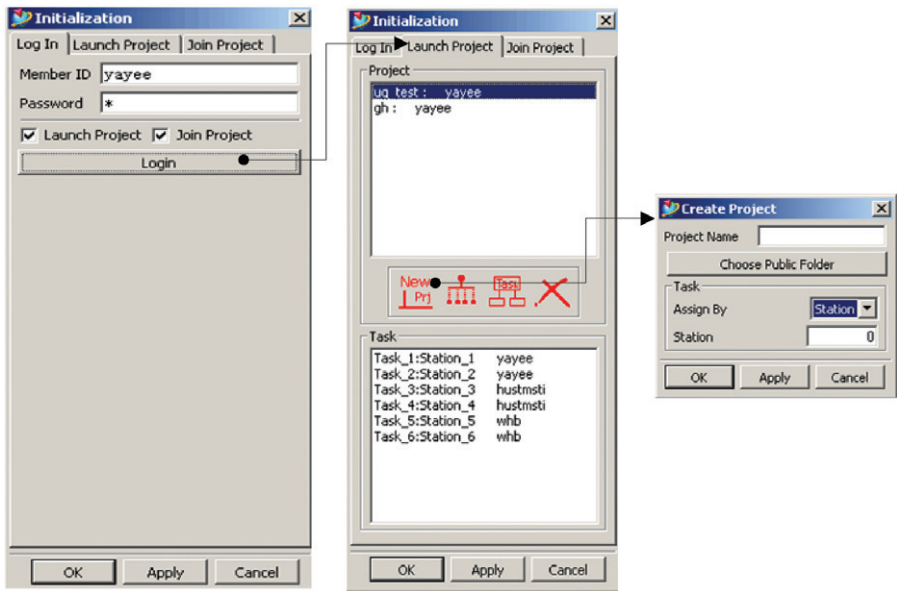 Initialization
Log In Launch Project Join Project
Member ID yayee
Password *
Launch Project Join Project
Login
OK Apply Cancel
Initialization
Log In Launch Project Join Project
Project
ug_test : yayee
gh : yayee
New Prj
Task
Task
Task_1:Station_1 yayee
Task_2:Station_2 yayee
Task_3:Station_3 hustmsti
Task_4:Station_4 hustmsti
Task_5:Station_5 whb
Task_6:Station_6 whb
OK Apply Cancel
Create Project
Project Name
Choose Public Folder
Task
Assign By Station
Station 0
OK Apply Cancel